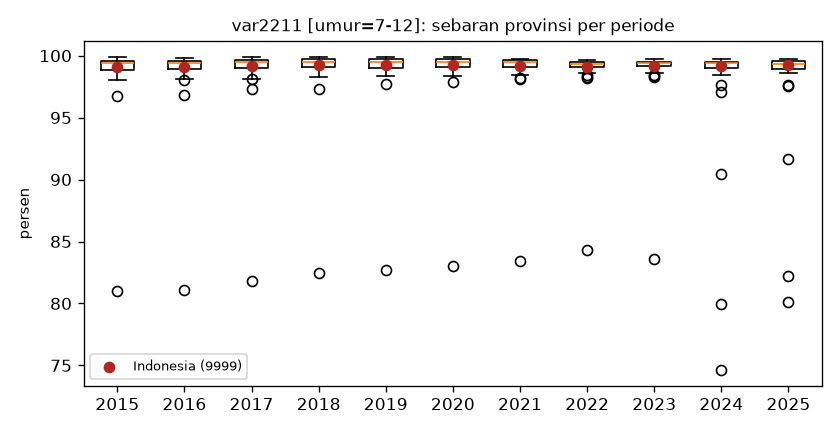 var2211 [umur=7-12]: sebaran provinsi per periode
persen
100
95
90
85
80
75
Indonesia (9999)
2015 2016 2017 2018 2019 2020 2021 2022 2023 2024 2025